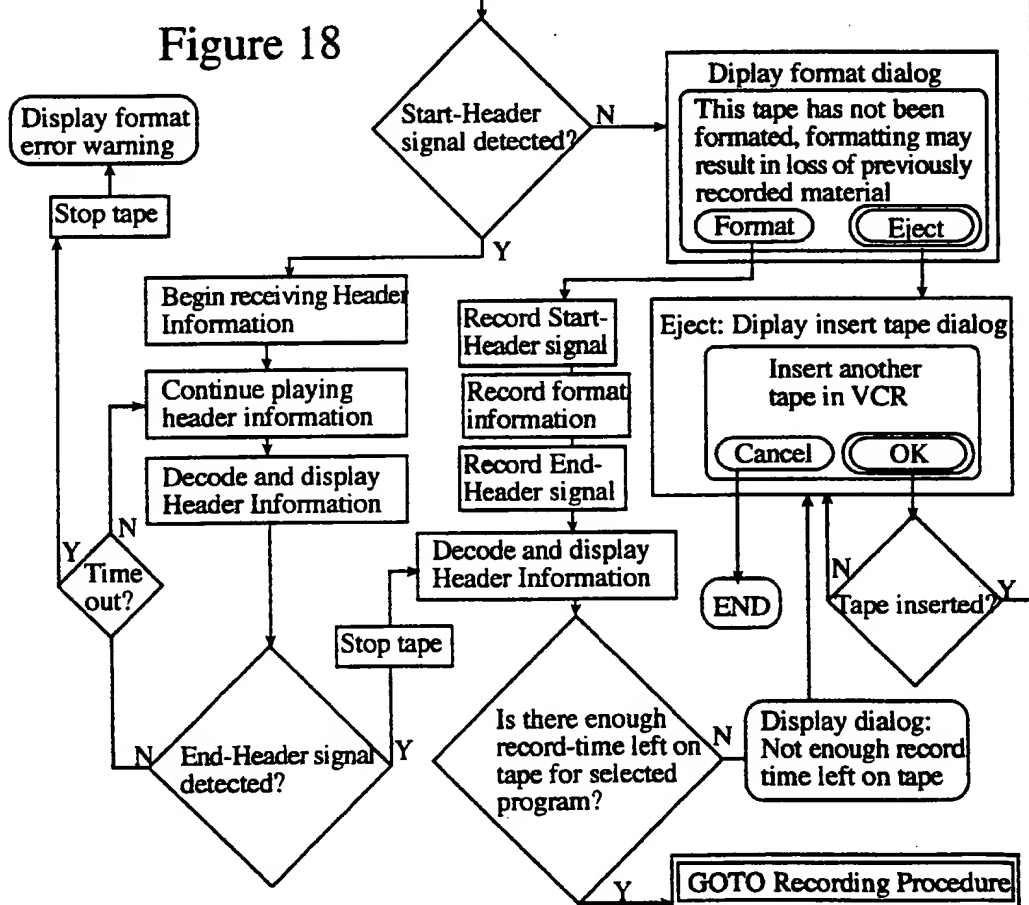 Figure 18
Start-Header
signal detected?
N
Y
Diplay format dialog
This tape has not been
formated, formatting may
result in loss of previously
recorded material
Format
Eject
Display format
error warning
Stop tape
Begin receiving Header
Information
Continue playing
header information
Decode and display
Header Information
Y
N
Time
out?
N
End-Header signal
detected?
Y
Stop tape
Record Start-
Header signal
Record format
information
Record End-
Header signal
Decode and display
Header Information
Eject: Diplay insert tape dialog
Insert another
tape in VCR
Cancel
OK
END
N
Tape inserted?
Y
Is there enough
record-time left on
tape for selected
program?
N
Display dialog:
Not enough record
time left on tape
Y
GOTO Recording Procedure